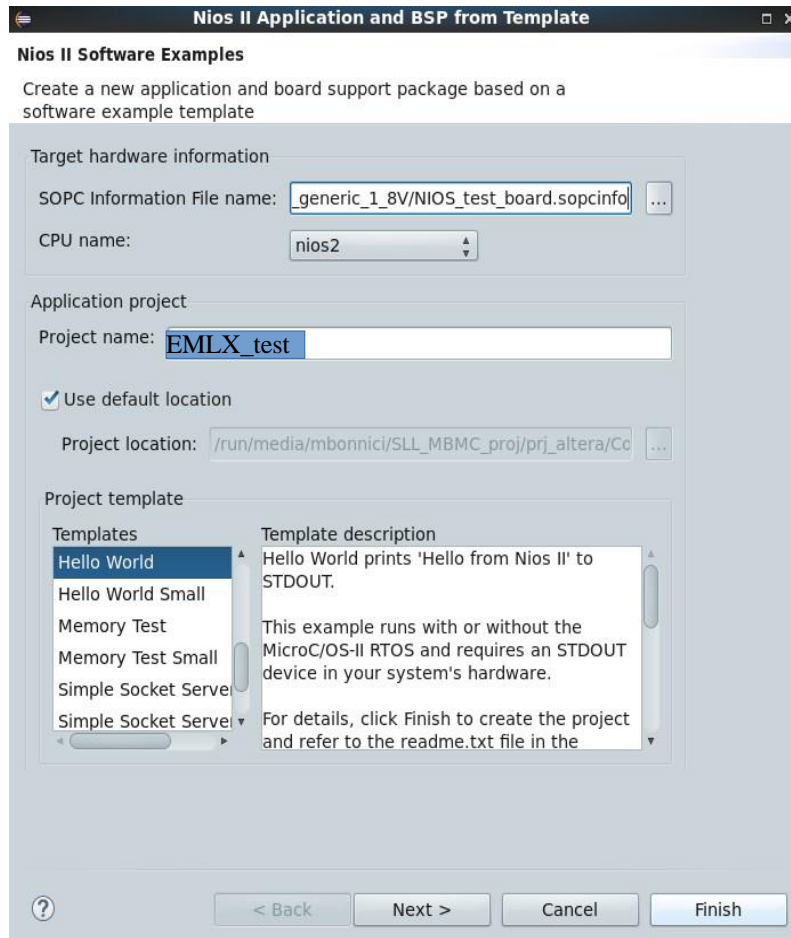 Nios II Application and BSP from Template
Nios II Software Examples
Create a new application and board support package based on a
software example template
Target hardware information
SOPC Information File name: _generic_1_8V/NIOS_test_board.sopcinfo ...
CPU name: nios2
Application project
Project name: EMLX_test
Use default location
Project location: /run/media/mbonnici/SLL_MBMC_proj/prj_altera/Co ...
Project template
Templates
Hello World
Hello World Small
Memory Test
Memory Test Small
Simple Socket Server
Simple Socket Server
Template description
Hello World prints 'Hello from Nios II' to
STDOUT.
This example runs with or without the
MicroC/OS-II RTOS and requires an STDOUT
device in your system's hardware.
For details, click Finish to create the project
and refer to the readme.txt file in the
? < Back Next > Cancel Finish